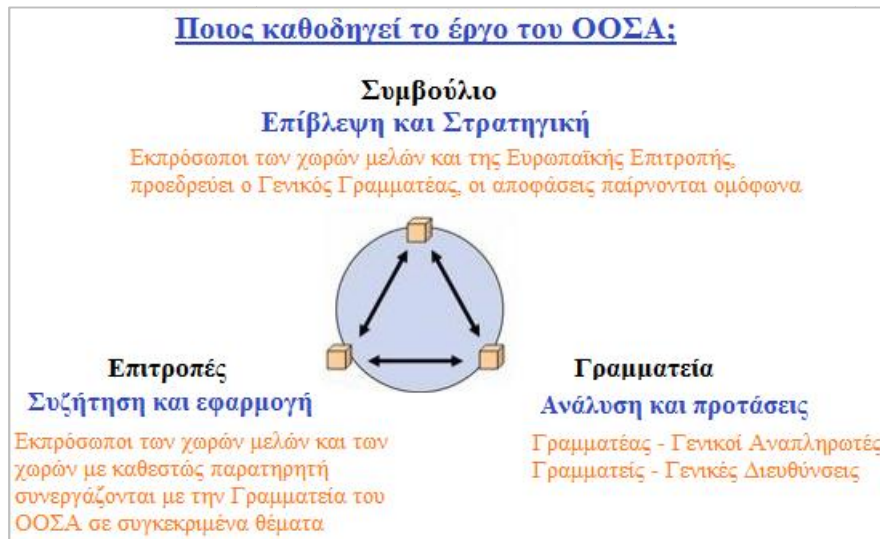 Ποιος καθοδηγεί το έργο του ΟΟΣΑ;
Συμβούλιο
Επίβλεψη και Στρατηγική
Εκπρόσωποι των χωρών μελών και της Ευρωπαϊκής Επιτροπής,
προεδρεύει ο Γενικός Γραμματέας, οι αποφάσεις παίρνονται ομόφωνα
Επιτροπές
Συζήτηση και εφαρμογή
Εκπρόσωποι των χωρών μελών και των
χωρών με καθεστώς παρατηρητή
συνεργάζονται με την Γραμματεία του
ΟΟΣΑ σε συγκεκριμένα θέματα
Γραμματεία
Ανάλυση και προτάσεις
Γραμματέας - Γενικοί Αναπληρωτές
Γραμματείς - Γενικές Διευθύνσεις